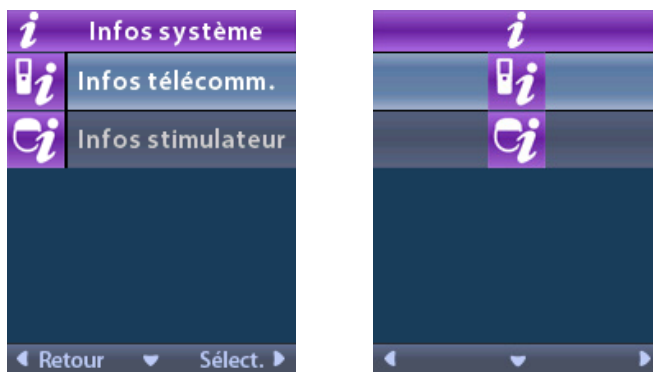 Infos système
Infos télécomm.
Infos stimulateur
Retour
Sélect.